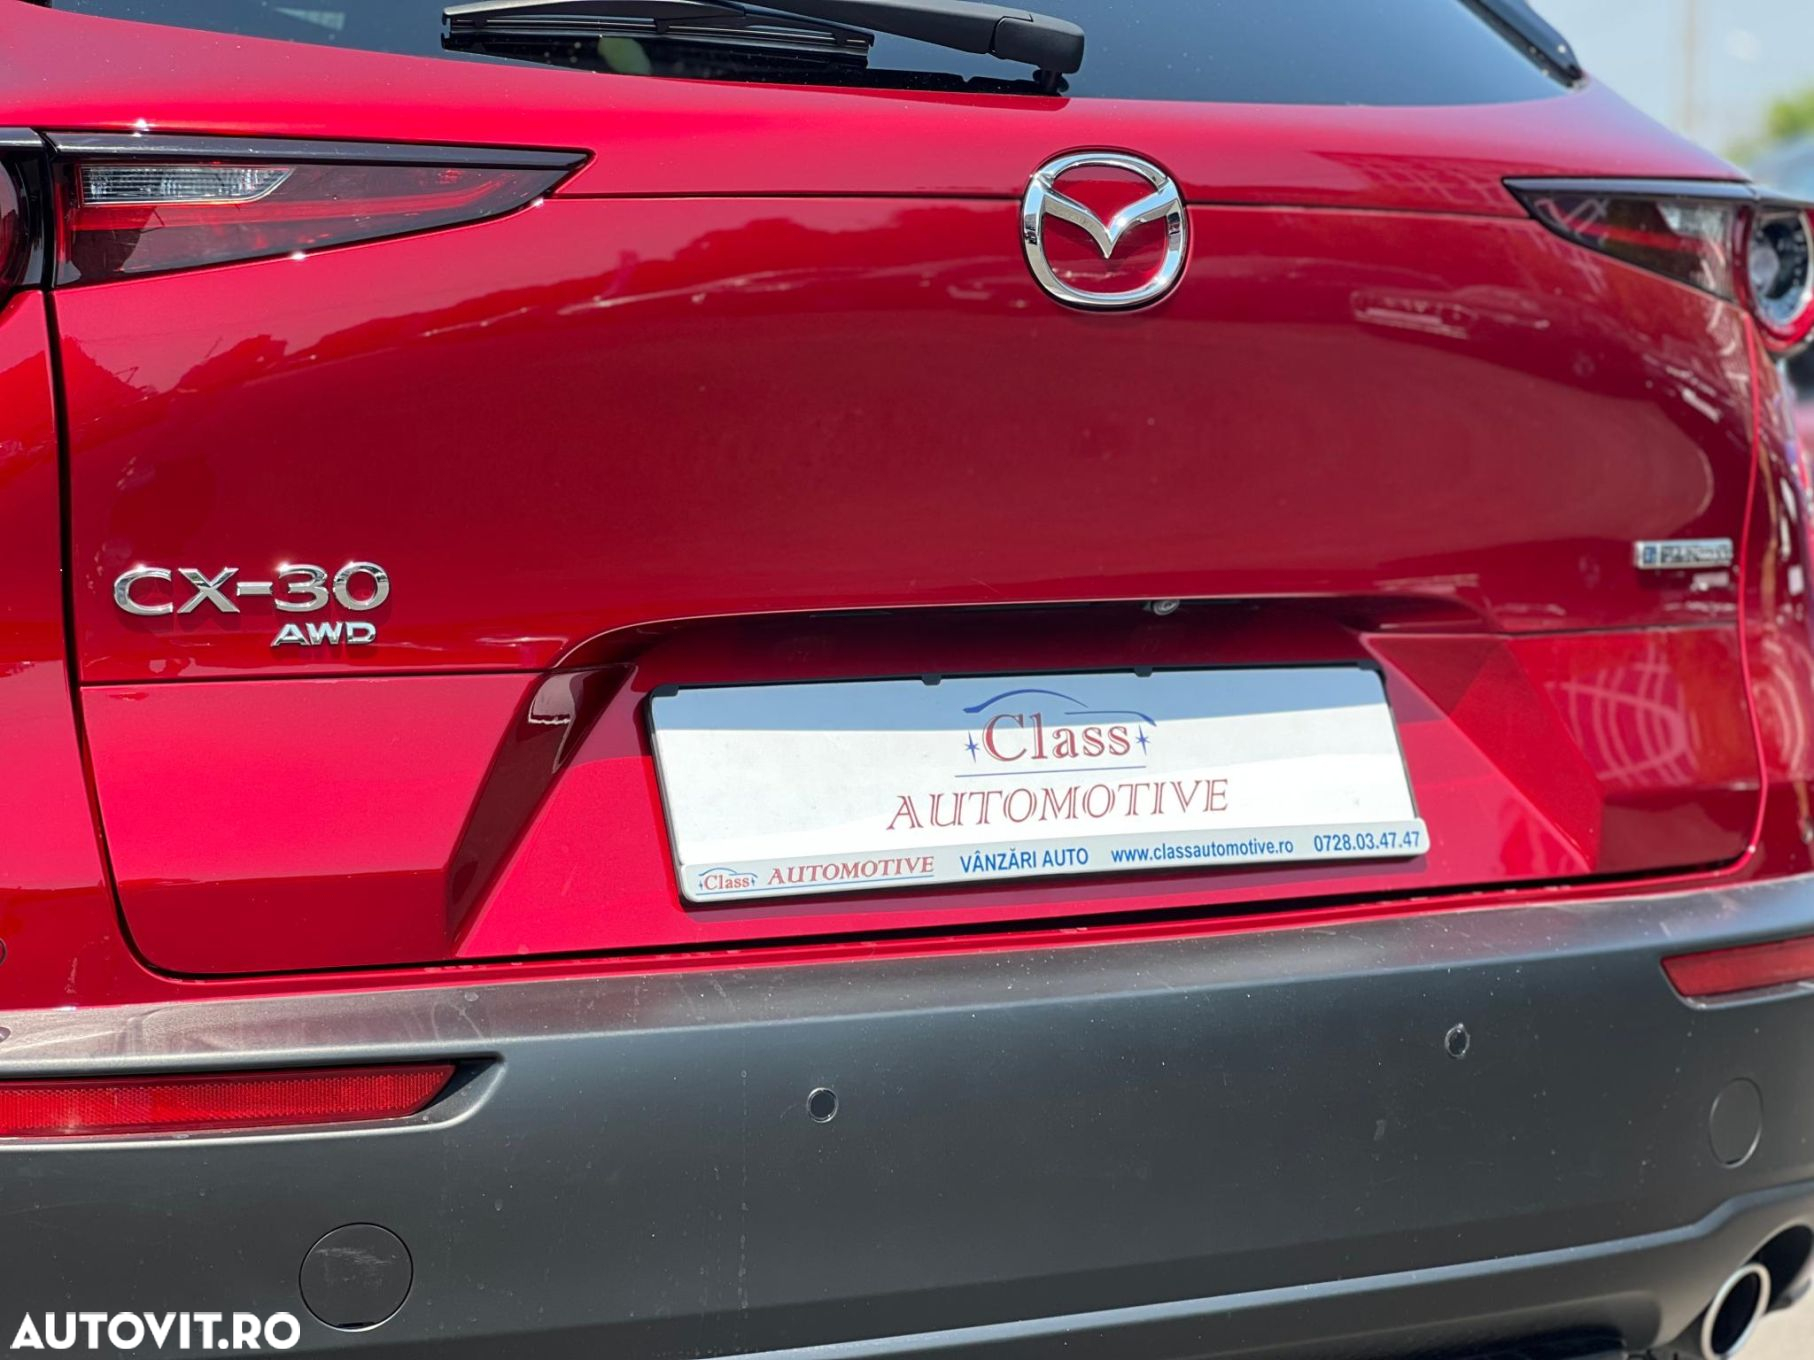 CX-30
AWD
Class
AUTOMOTIVE
Class AUTOMOTIVE VÂNZĂRI AUTO www.classautomotive.ro 0728.03.47.47
AUTOVIT.RO